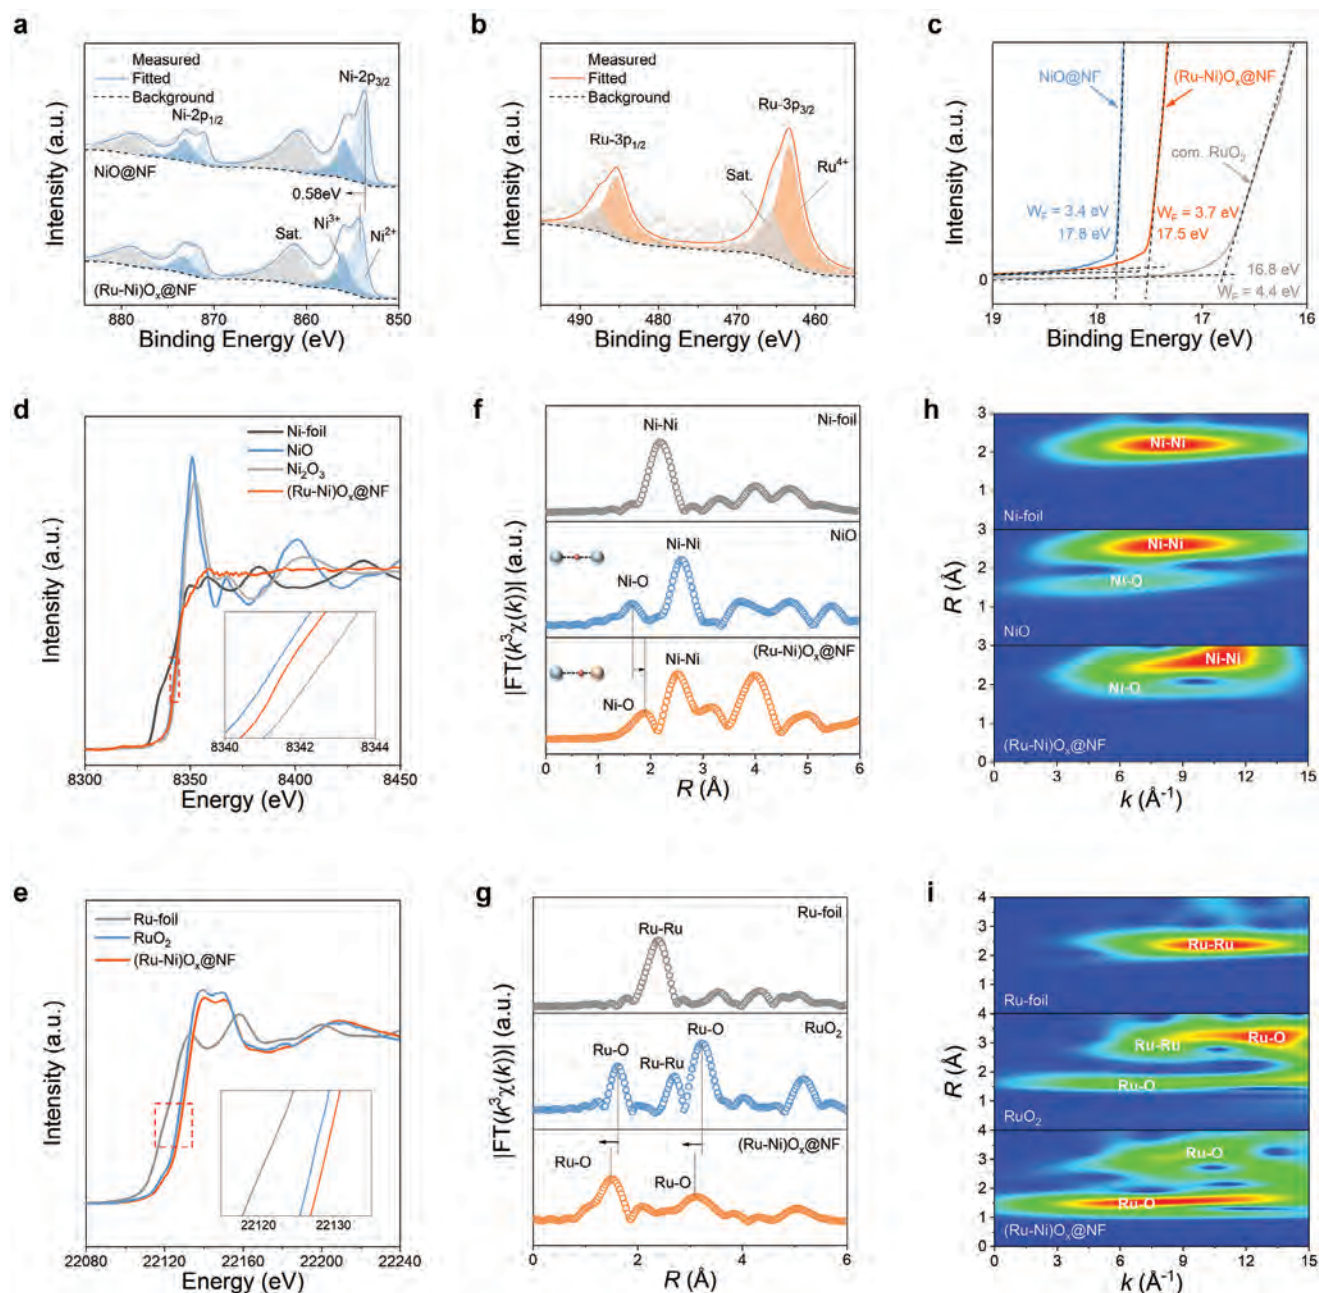 a
Measured
Fitted
Background
Ni-2p3/2
Ni-2p1/2
NiO@NF
0.58eV
Ni3+
Sat.
Ni2+
(Ru-Ni)Ox@NF
880
870
860
850
Binding Energy (eV)
Intensity (a.u.)
b
Measured
Fitted
Background
Ru-3p3/2
Ru-3p1/2
Sat.
Ru4+
490
480
470
460
Binding Energy (eV)
Intensity (a.u.)
c
NiO@NF
(Ru-Ni)Ox@NF
com. RuO2
WF = 3.4 eV
17.8 eV
WF = 3.7 eV
17.5 eV
16.8 eV
WF = 4.4 eV
0
19
18
17
16
Binding Energy (eV)
Intensity (a.u.)
d
Ni-foil
NiO
Ni2O3
(Ru-Ni)Ox@NF
8340
8342
8344
8300
8350
8400
8450
Energy (eV)
Intensity (a.u.)
f
Ni-foil
Ni-Ni
NiO
Ni-Ni
Ni-O
(Ru-Ni)Ox@NF
Ni-Ni
Ni-O
0
1
2
3
4
5
6
R (Å)
|FT(k3χ(k))| (a.u.)
h
3
2
1
0
Ni-Ni
Ni-foil
3
2
1
0
Ni-Ni
Ni-O
NiO
3
2
1
0
Ni-Ni
Ni-O
(Ru-Ni)Ox@NF
0
3
6
9
12
15
k (Å-1)
R (Å)
e
Ru-foil
RuO2
(Ru-Ni)Ox@NF
22120
22130
22080
22120
22160
22200
22240
Energy (eV)
Intensity (a.u.)
g
Ru-foil
Ru-Ru
RuO2
Ru-O
Ru-O
Ru-Ru
(Ru-Ni)Ox@NF
Ru-O
Ru-O
0
2
4
6
R (Å)
|FT(k3χ(k))| (a.u.)
i
4
3
2
1
0
Ru-Ru
Ru-foil
4
3
2
1
0
Ru-O
Ru-Ru
Ru-O
RuO2
4
3
2
1
0
Ru-O
Ru-O
(Ru-Ni)Ox@NF
0
3
6
9
12
15
k (Å-1)
R (Å)